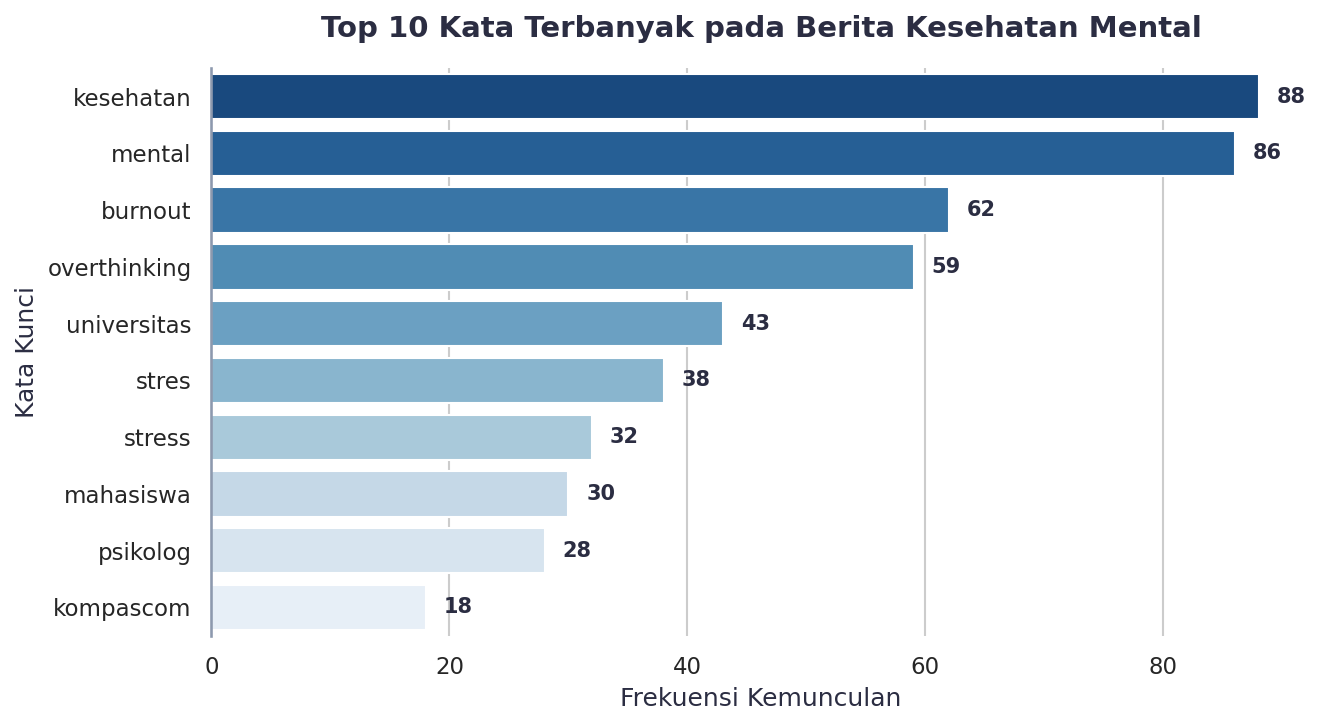 Top 10 Kata Terbanyak pada Berita Kesehatan Mental
Kata Kunci
kesehatan 88
mental 86
burnout 62
overthinking 59
universitas 43
stres 38
stress 32
mahasiswa 30
psikolog 28
kompascom 18
0 20 40 60 80
Frekuensi Kemunculan